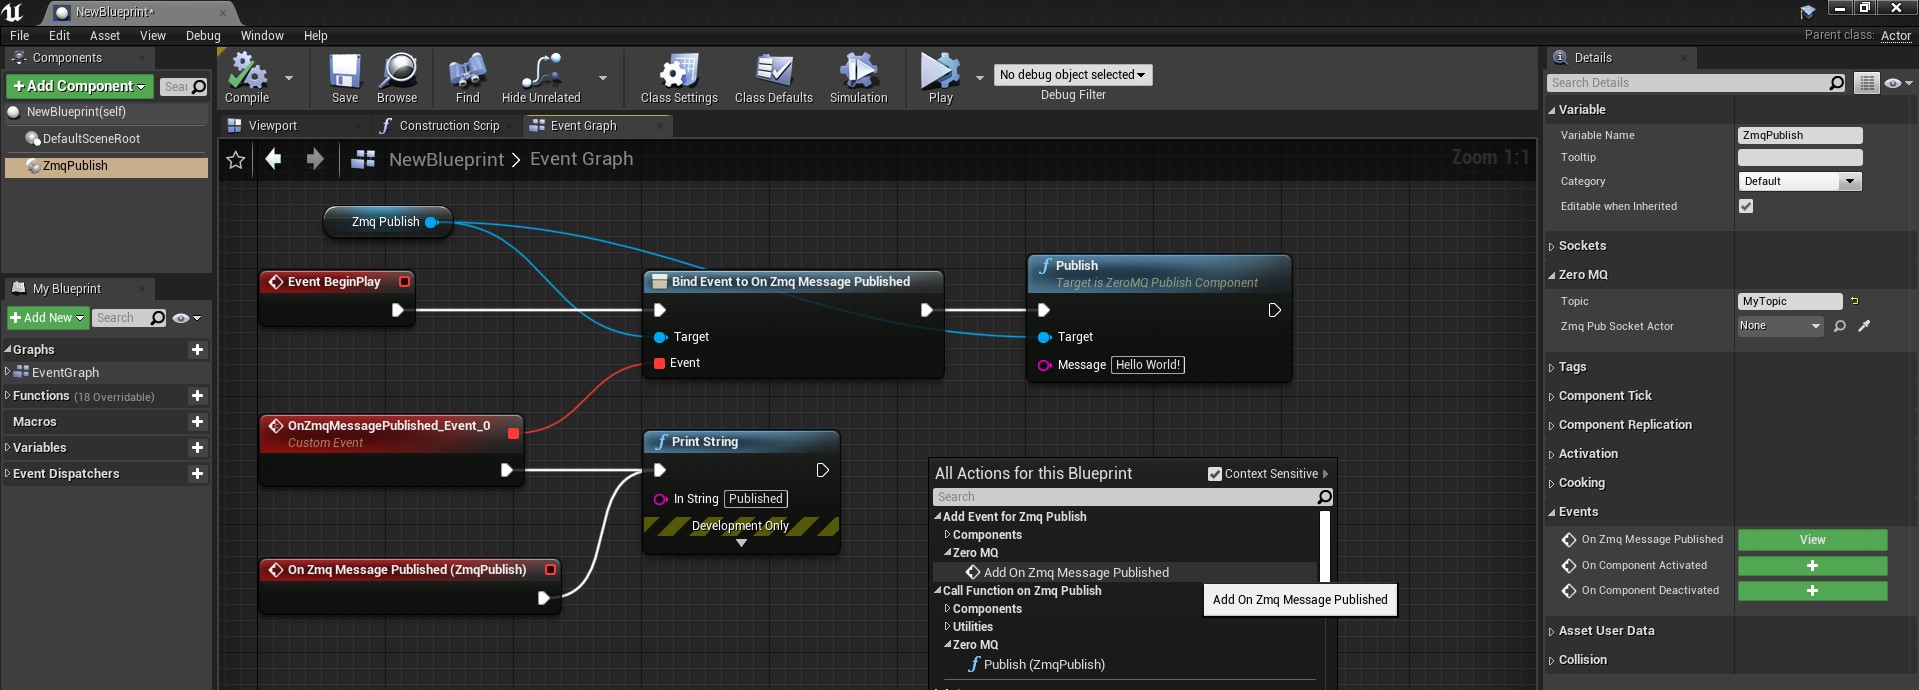 NewBlueprint*
File Edit Asset View Debug Window Help
Parent class: Actor
Components
Add Component
Sear
NewBlueprint(self)
DefaultSceneRoot
ZmqPublish
My Blueprint
Add New
Search
Graphs
EventGraph
Functions (18 Overridable)
Macros
Variables
Event Dispatchers
Compile
Save
Browse
Find
Hide Unrelated
Class Settings
Class Defaults
Simulation
Play
No debug object selected
Debug Filter
Viewport
Construction Scrip
Event Graph
NewBlueprint > Event Graph
Zoom 1:1
Zmq Publish
Event BeginPlay
Bind Event to On Zmq Message Published
Target
Event
Publish
Target is ZeroMQ Publish Component
Target
Message Hello World!
OnZmqMessagePublished_Event_0
Custom Event
Print String
In String Published
Development Only
On Zmq Message Published (ZmqPublish)
All Actions for this Blueprint
Context Sensitive
Search
Add Event for Zmq Publish
Components
Zero MQ
Add On Zmq Message Published
Call Function on Zmq Publish
Components
Utilities
Zero MQ
Publish (ZmqPublish)
Add On Zmq Message Published
Details
Search Details
Variable
Variable Name ZmqPublish
Tooltip
Category Default
Editable when Inherited
Sockets
Zero MQ
Topic MyTopic
Zmq Pub Socket Actor None
Tags
Component Tick
Component Replication
Activation
Cooking
Events
On Zmq Message Published View
On Component Activated
On Component Deactivated
Asset User Data
Collision